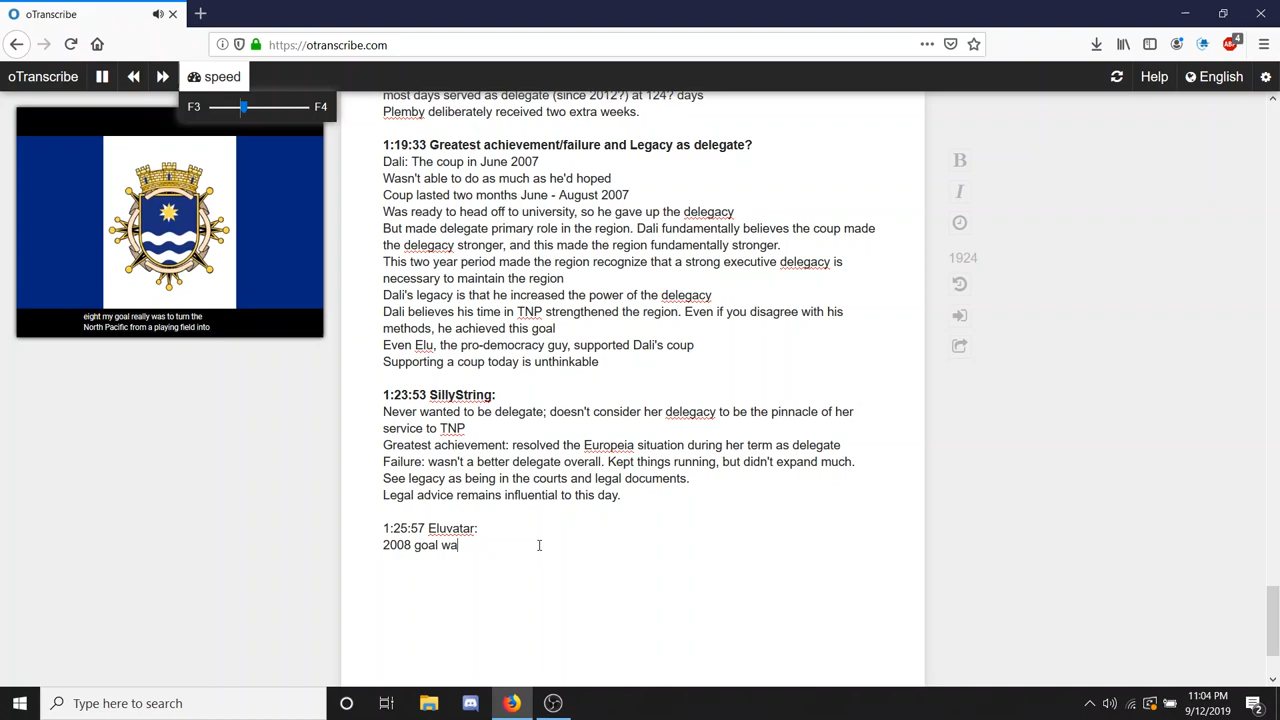 oTranscribe
https://otranscribe.com
4
ABP
oTranscribe
speed
Help
English
F3
F4
most days served as delegate (since 2012?) at 124? days
Plemby deliberately received two extra weeks.
1:19:33 Greatest achievement/failure and Legacy as delegate?
Dali: The coup in June 2007
Wasn't able to do as much as he'd hoped
Coup lasted two months June - August 2007
Was ready to head off to university, so he gave up the delegacy
But made delegate primary role in the region. Dali fundamentally believes the coup made
the delegacy stronger, and this made the region fundamentally stronger.
This two year period made the region recognize that a strong executive delegacy is
necessary to maintain the region
Dali's legacy is that he increased the power of the delegacy
Dali believes his time in TNP strengthened the region. Even if you disagree with his
methods, he achieved this goal
Even Elu, the pro-democracy guy, supported Dali's coup
Supporting a coup today is unthinkable
1:23:53 SillyString:
Never wanted to be delegate; doesn't consider her delegacy to be the pinnacle of her
service to TNP
Greatest achievement: resolved the Europeia situation during her term as delegate
Failure: wasn't a better delegate overall. Kept things running, but didn't expand much.
See legacy as being in the courts and legal documents.
Legal advice remains influential to this day.
1:25:57 Eluvatar:
2008 goal wa
eight my goal really was to turn the
North Pacific from a playing field into
B
I
1924
Type here to search
11:04 PM
9/12/2019
2